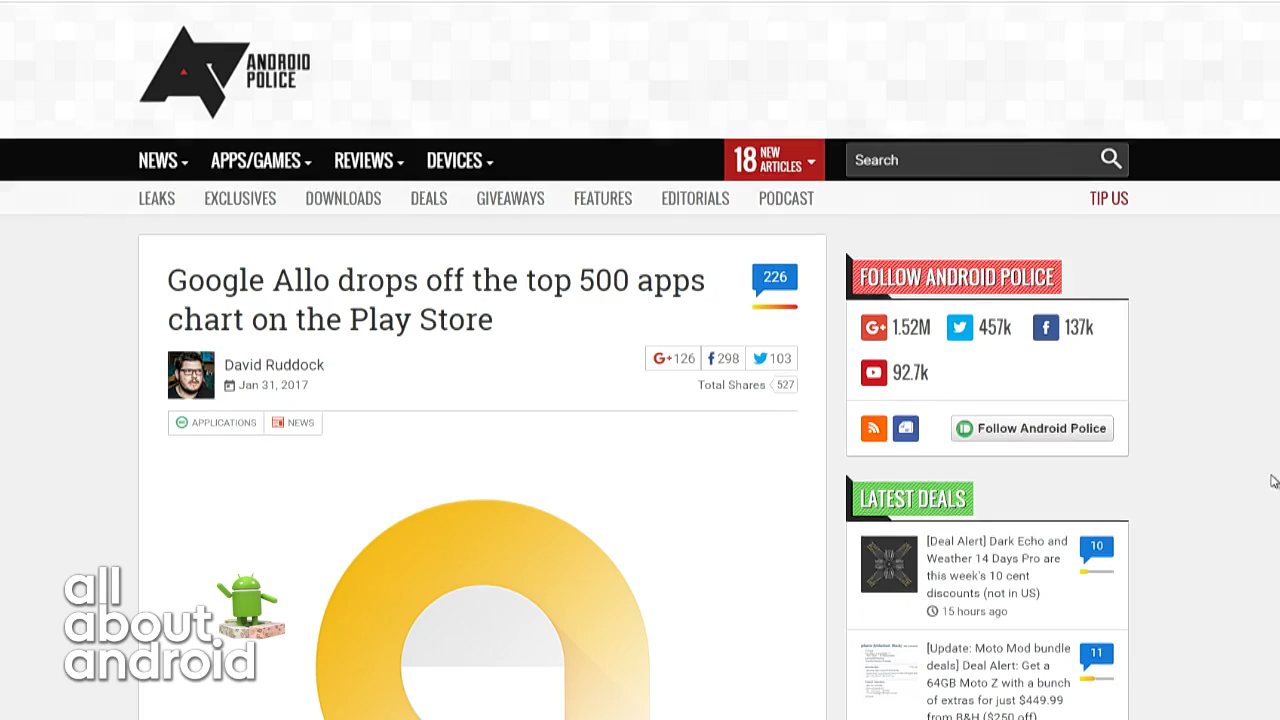 ANDROID
POLICE
NEWS APPS/GAMES REVIEWS DEVICES
18 NEW ARTICLES
Search
LEAKS EXCLUSIVES DOWNLOADS DEALS GIVEAWAYS FEATURES EDITORIALS PODCAST
TIP US
Google Allo drops off the top 500 apps
chart on the Play Store
226
David Ruddock
Jan 31, 2017
G+ 126 f 298 103
Total Shares 527
APPLICATIONS NEWS
FOLLOW ANDROID POLICE
G+ 1.52M 457k f 137k
92.7k
Follow Android Police
LATEST DEALS
[Deal Alert] Dark Echo and
Weather 14 Days Pro are
this week's 10 cent
discounts (not in US)
15 hours ago
10
[Update: Moto Mod bundle
deals] Deal Alert: Get a
64GB Moto Z with a bunch
of extras for just $449.99
from B&H ($250 off)
11
all
about
android